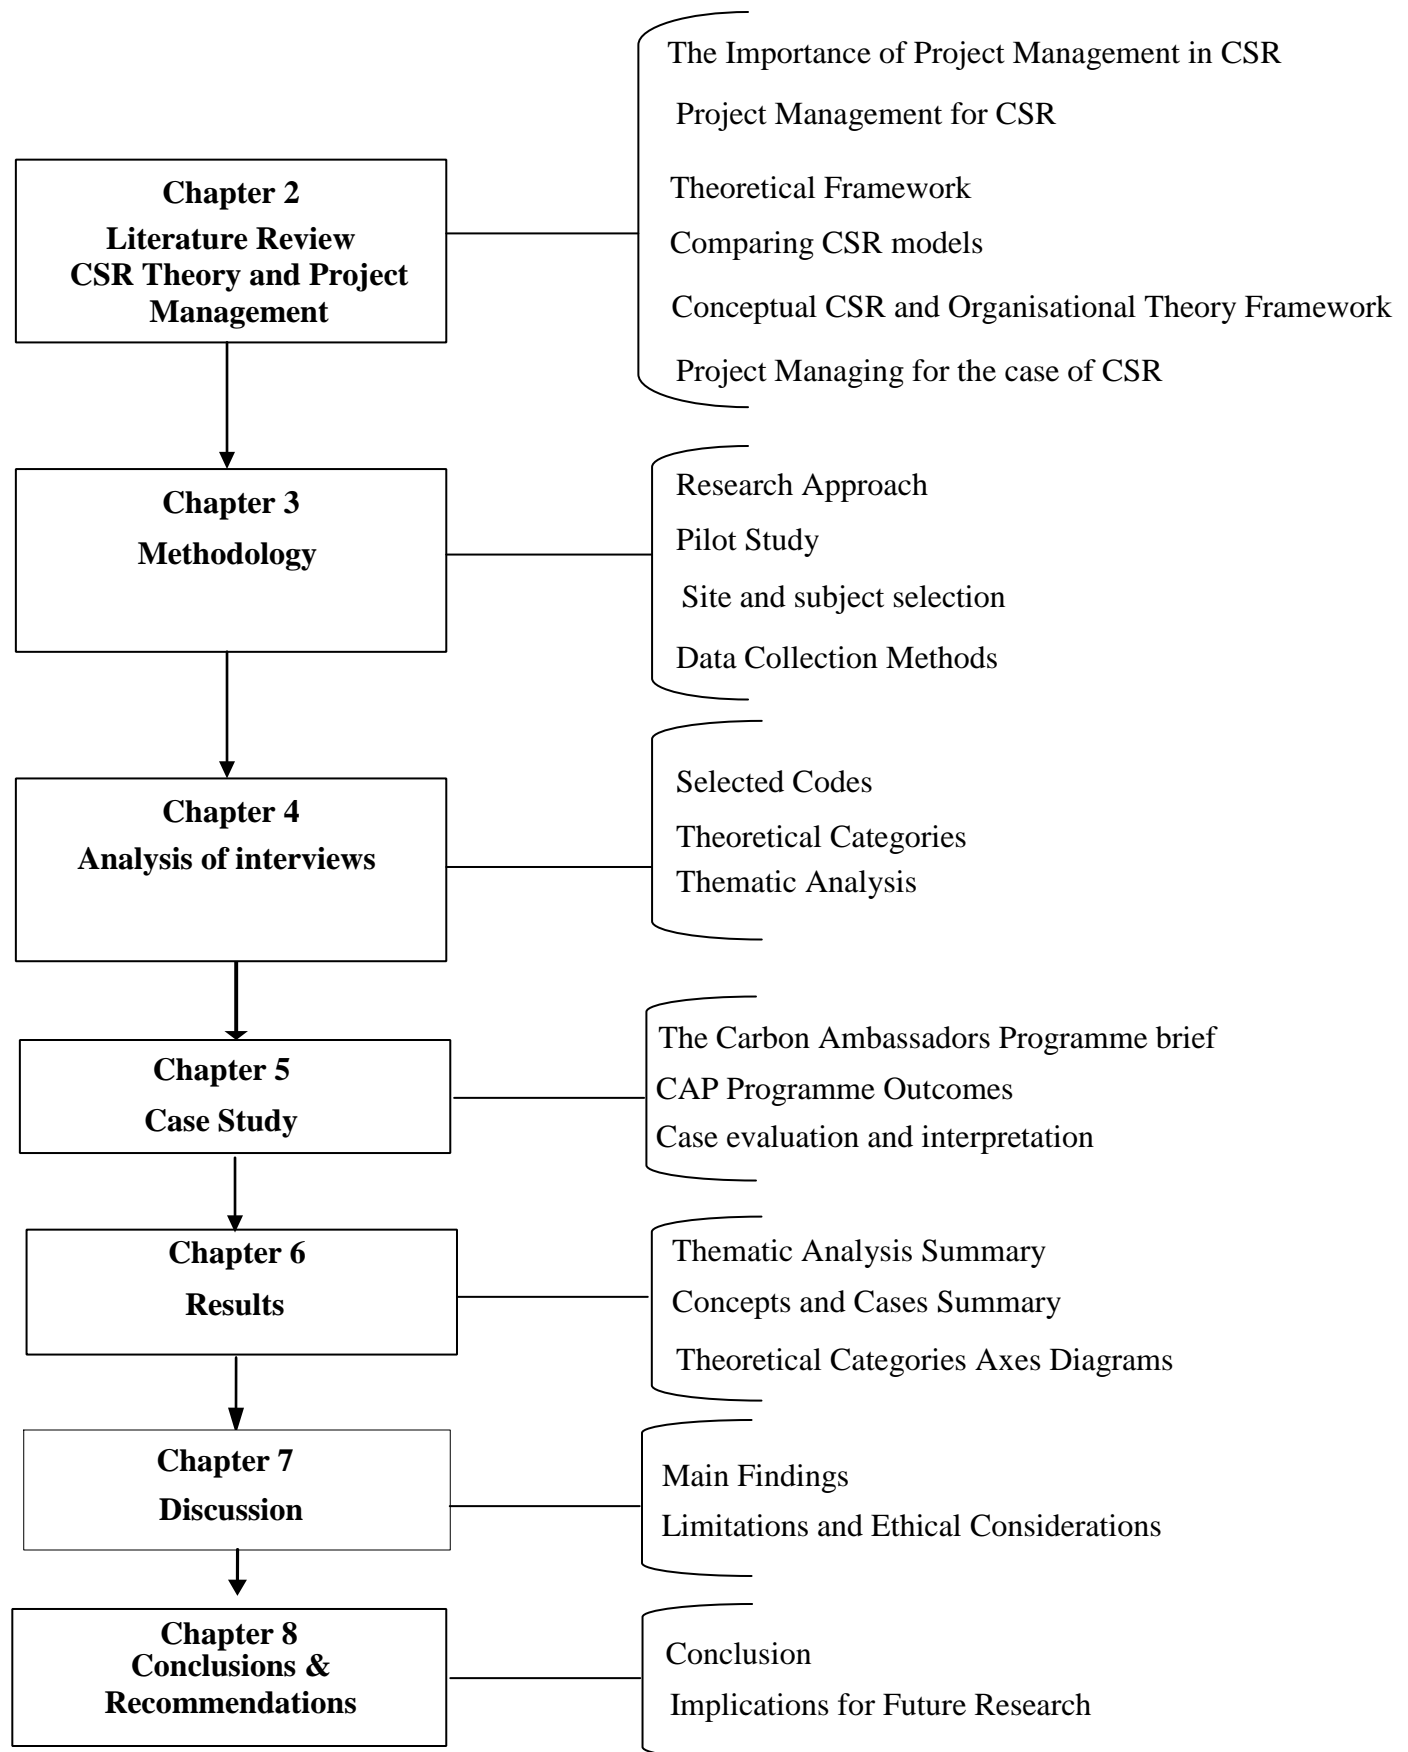 Chapter 2
Literature Review
CSR Theory and Project
Management
The Importance of Project Management in CSR
Project Management for CSR
Theoretical Framework
Comparing CSR models
Conceptual CSR and Organisational Theory Framework
Project Managing for the case of CSR
Chapter 3
Methodology
Research Approach
Pilot Study
Site and subject selection
Data Collection Methods
Chapter 4
Analysis of interviews
Selected Codes
Theoretical Categories
Thematic Analysis
Chapter 5
Case Study
The Carbon Ambassadors Programme brief
CAP Programme Outcomes
Case evaluation and interpretation
Chapter 6
Results
Thematic Analysis Summary
Concepts and Cases Summary
Theoretical Categories Axes Diagrams
Chapter 7
Discussion
Main Findings
Limitations and Ethical Considerations
Chapter 8
Conclusions &
Recommendations
Conclusion
Implications for Future Research